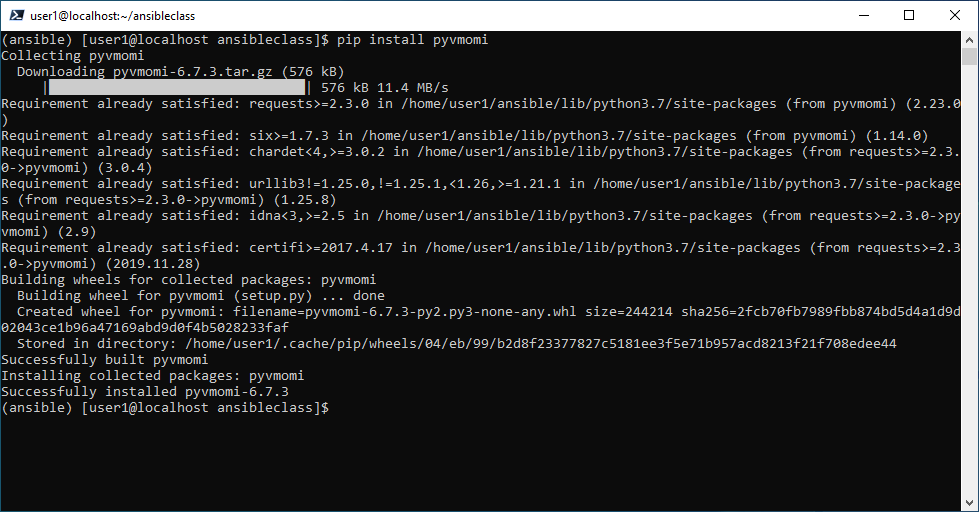 user1@localhost:~/ansibleclass
(ansible) [user1@localhost ansibleclass]$ pip install pyvmomi
Collecting pyvmomi
  Downloading pyvmomi-6.7.3.tar.gz (576 kB)
     |████████████████████████████████| 576 kB 11.4 MB/s
Requirement already satisfied: requests>=2.3.0 in /home/user1/ansible/lib/python3.7/site-packages (from pyvmomi) (2.23.0
)
Requirement already satisfied: six>=1.7.3 in /home/user1/ansible/lib/python3.7/site-packages (from pyvmomi) (1.14.0)
Requirement already satisfied: chardet<4,>=3.0.2 in /home/user1/ansible/lib/python3.7/site-packages (from requests>=2.3.
0->pyvmomi) (3.0.4)
Requirement already satisfied: urllib3!=1.25.0,!=1.25.1,<1.26,>=1.21.1 in /home/user1/ansible/lib/python3.7/site-package
s (from requests>=2.3.0->pyvmomi) (1.25.8)
Requirement already satisfied: idna<3,>=2.5 in /home/user1/ansible/lib/python3.7/site-packages (from requests>=2.3.0->py
vmomi) (2.9)
Requirement already satisfied: certifi>=2017.4.17 in /home/user1/ansible/lib/python3.7/site-packages (from requests>=2.3
.0->pyvmomi) (2019.11.28)
Building wheels for collected packages: pyvmomi
  Building wheel for pyvmomi (setup.py) ... done
  Created wheel for pyvmomi: filename=pyvmomi-6.7.3-py2.py3-none-any.whl size=244214 sha256=2fcb70fb7989fbb874bd5d4a1d9d
02043ce1b96a47169abd9d0f4b5028233faf
  Stored in directory: /home/user1/.cache/pip/wheels/04/eb/99/b2d8f23377827c5181ee3f5e71b957acd8213f21f708edee44
Successfully built pyvmomi
Installing collected packages: pyvmomi
Successfully installed pyvmomi-6.7.3
(ansible) [user1@localhost ansibleclass]$